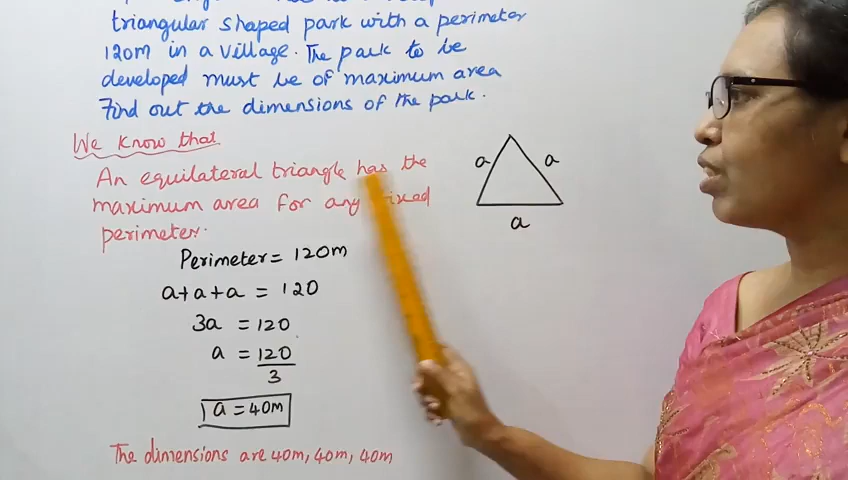 triangular shaped park with a perimeter
120m in a village. The park to be
developed must be of maximum area
Find out the dimensions of the park.
We know that
An equilateral triangle has the
maximum area for any fixed
perimeter.
Perimeter = 120m
a+a+a = 120
3a = 120
a = 120
3
a = 40m
The dimensions are 40m, 40m, 40m
a a
a